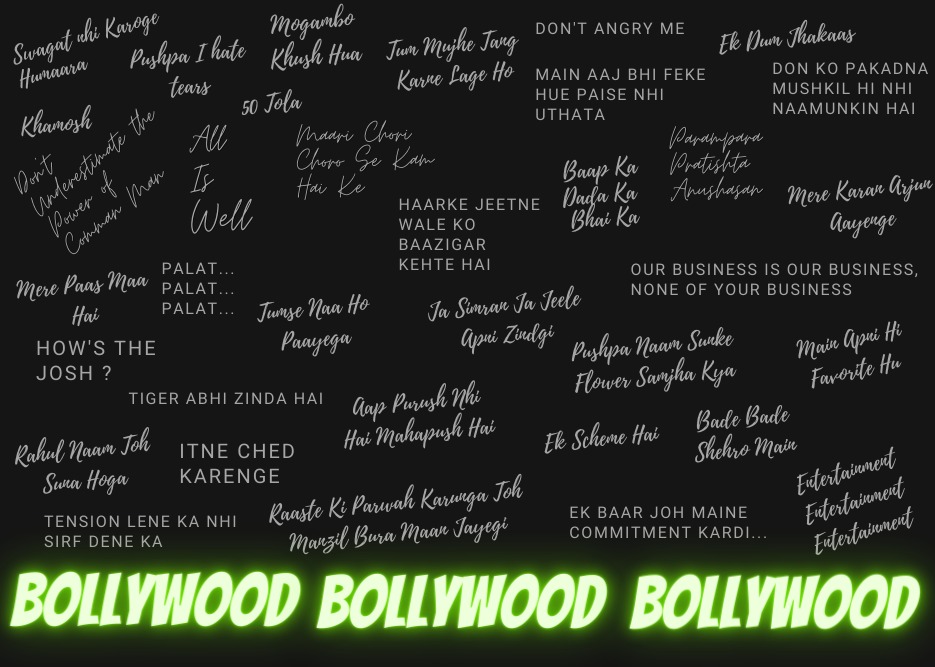 Swagat nhi Karoge
Humaara
Pushpa I hate
tears
Mogambo
Khush Hua
Tum Mujhe Tang
Karne Lage Ho
DON'T ANGRY ME
Ek Dum Jhakaas
MAIN AAJ BHI FEKE
HUE PAISE NHI
UTHATA
DON KO PAKADNA
MUSHKIL HI NHI
NAAMUNKIN HAI
50 Tola
Khamosh
Don't
Underestimate the
Power of
Comman Man
All
Is
Well
Maari Chori
Choro Se Kam
Hai Ke
Baap Ka
Dada Ka
Bhai Ka
Parampara
Pratishta
Anushasan
Mere Karan Arjun
Aayenge
HAARKE JEETNE
WALE KO
BAAZIGAR
KEHTE HAI
Mere Paas Maa
Hai
PALAT...
PALAT...
PALAT...
OUR BUSINESS IS OUR BUSINESS,
NONE OF YOUR BUSINESS
Tumse Naa Ho
Paayega
Ja Simran Ja Jeele
Apni Zindgi
HOW'S THE
JOSH ?
Pushpa Naam Sunke
Flower Samjha Kya
Main Apni Hi
Favorite Hu
TIGER ABHI ZINDA HAI
Aap Purush Nhi
Hai Mahapush Hai
Rahul Naam Toh
Suna Hoga
ITNE CHED
KARENGE
Ek Scheme Hai
Bade Bade
Shehro Main
Entertainment
Entertainment
Entertainment
TENSION LENE KA NHI
SIRF DENE KA
Raaste Ki Parwah Karunga Toh
Manzil Bura Maan Jayegi
EK BAAR JOH MAINE
COMMITMENT KARDI...
BOLLYWOOD BOLLYWOOD BOLLYWOOD